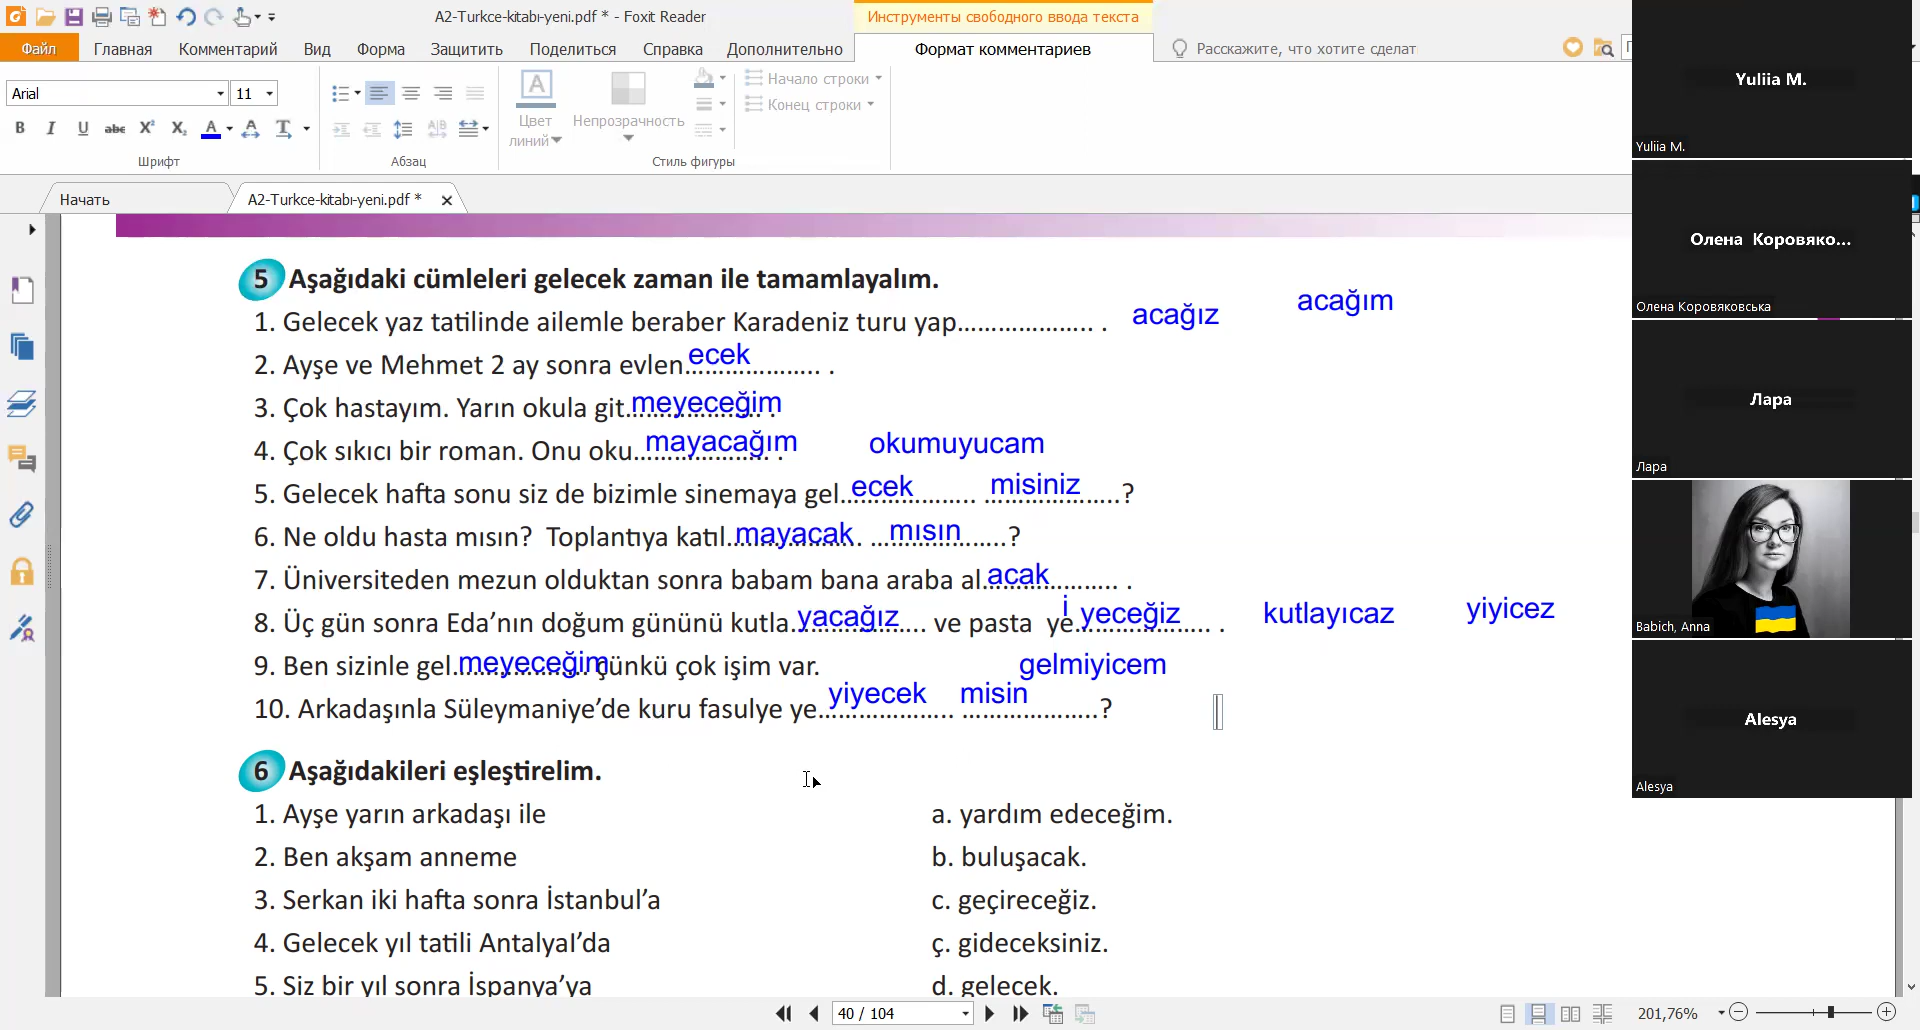 A2-Turkce-kitabı-yeni.pdf * - Foxit Reader
Инструменты свободного ввода текста
Файл Главная Комментарий Вид Форма Защитить Поделиться Справка Дополнительно Формат комментариев Расскажите, что хотите сделат
Arial 11
Цвет линий
Непрозрачность
Начало строки
Конец строки
Шрифт Абзац Стиль фигуры
Начать A2-Turkce-kitabı-yeni.pdf *
5 Aşağıdaki cümleleri gelecek zaman ile tamamlayalım.
1. Gelecek yaz tatilinde ailemle beraber Karadeniz turu yap.................... . acağız acağım
2. Ayşe ve Mehmet 2 ay sonra evlen.................... . ecek
3. Çok hastayım. Yarın okula git.................... . meyeceğim
4. Çok sıkıcı bir roman. Onu oku.................... . mayacağım okumuyucam
5. Gelecek hafta sonu siz de bizimle sinemaya gel.................... ....................? ecek misiniz
6. Ne oldu hasta mısın? Toplantıya katıl.................... ....................? mayacak mısın
7. Üniversiteden mezun olduktan sonra babam bana araba al.................... . acak
8. Üç gün sonra Eda’nın doğum gününü kutla.................... ve pasta ye.................... . yacağız İ yeceğiz kutlayıcaz yiyicez
9. Ben sizinle gel.................... çünkü çok işim var. meyeceğim gelmiyicem
10. Arkadaşınla Süleymaniye’de kuru fasulye ye.................... ....................? yiyecek misin
6 Aşağıdakileri eşleştirelim.
1. Ayşe yarın arkadaşı ile a. yardım edeceğim.
2. Ben akşam anneme b. buluşacak.
3. Serkan iki hafta sonra İstanbul’a c. geçireceğiz.
4. Gelecek yıl tatili Antalyal’da ç. gideceksiniz.
5. Siz bir yıl sonra İspanya’ya d. gelecek.
40 / 104
201,76%
Yuliia M.
Yuliia M.
Олена Коровяко...
Олена Коровяковська
Лара
Лара
Babich, Anna
Alesya
Alesya